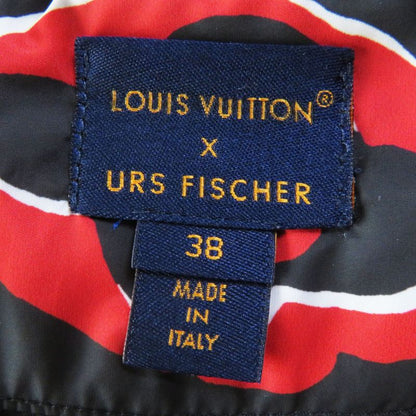 LOUIS VUITTON®
X
URS FISCHER
38
MADE
IN
ITALY